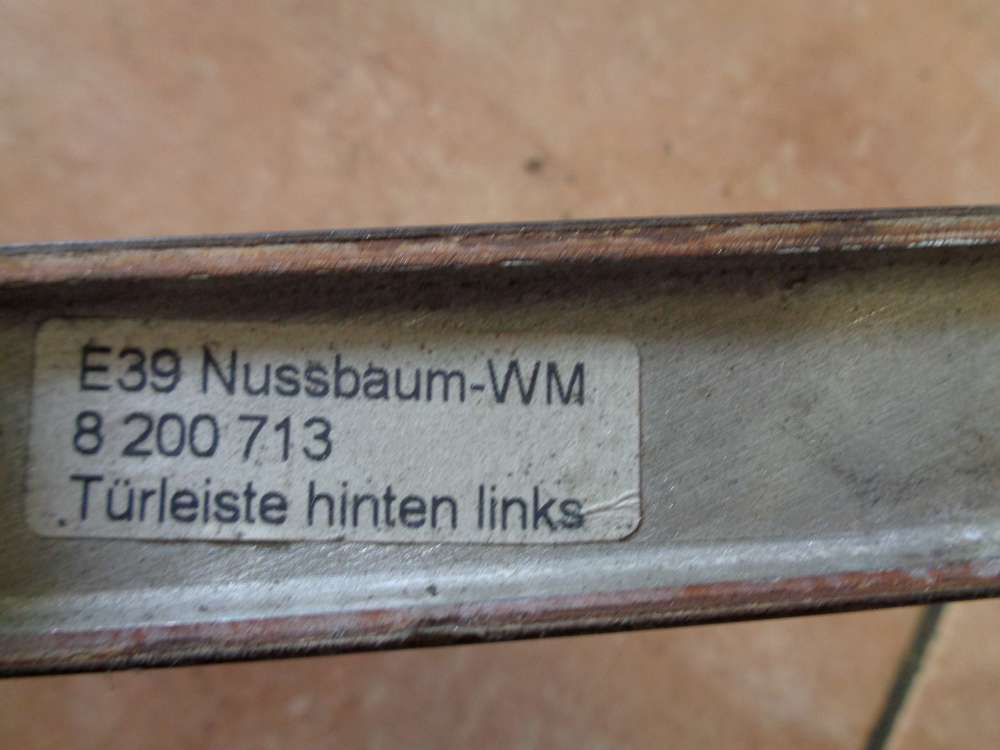 E39 Nussbaum-WM
8 200 713
Türleiste hinten links